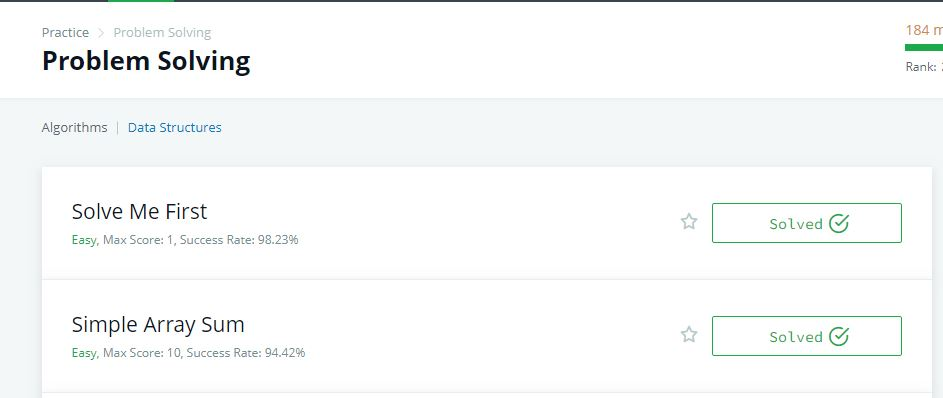 Practice > Problem Solving
Problem Solving
184
Rank:
Algorithms | Data Structures
Solve Me First
Easy, Max Score: 1, Success Rate: 98.23%
Solved
Simple Array Sum
Easy, Max Score: 10, Success Rate: 94.42%
Solved